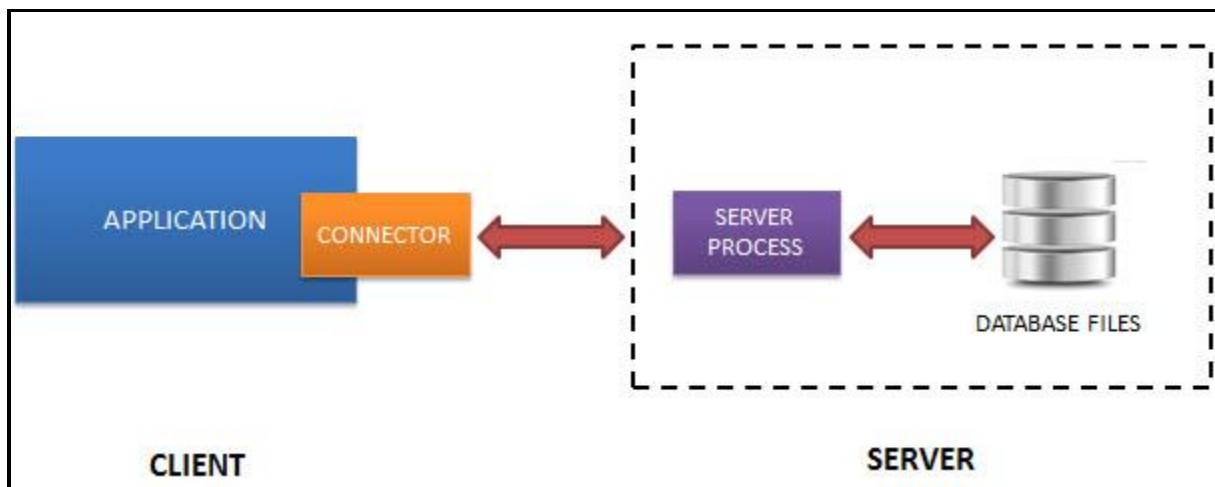 APPLICATION
CONNECTOR
SERVER
PROCESS
DATABASE FILES
CLIENT
SERVER